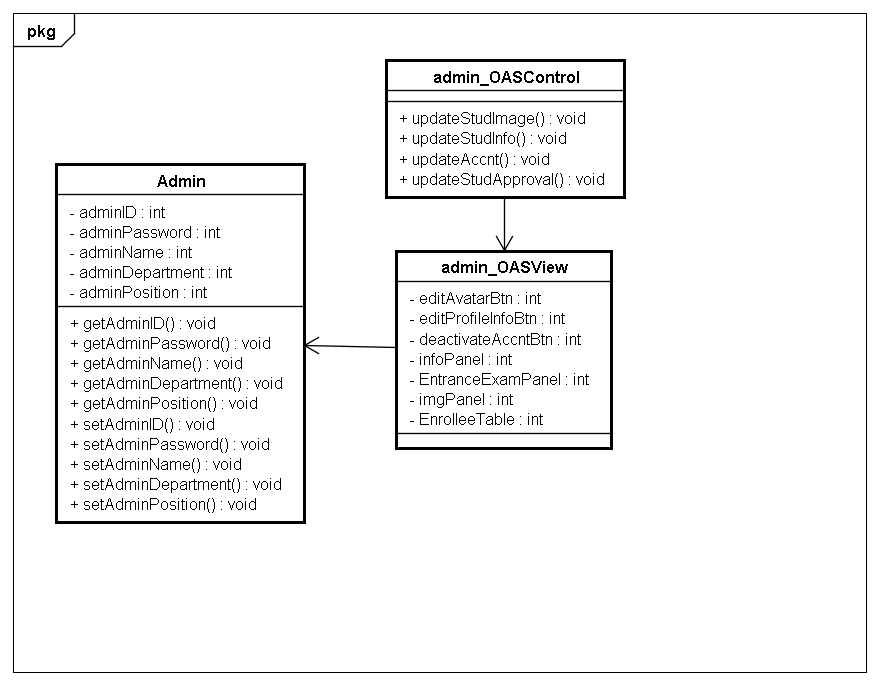 pkg
admin_OASControl
+ updateStudImage() : void
+ updateStudInfo() : void
+ updateAccnt() : void
+ updateStudApproval() : void
Admin
- adminID : int
- adminPassword : int
- adminName : int
- adminDepartment : int
- adminPosition : int
+ getAdminID() : void
+ getAdminPassword() : void
+ getAdminName() : void
+ getAdminDepartment() : void
+ getAdminPosition() : void
+ setAdminID() : void
+ setAdminPassword() : void
+ setAdminName() : void
+ setAdminDepartment() : void
+ setAdminPosition() : void
admin_OASView
- editAvatarBtn : int
- editProfileInfoBtn : int
- deactivateAccntBtn : int
- infoPanel : int
- EntranceExamPanel : int
- imgPanel : int
- EnrolleeTable : int